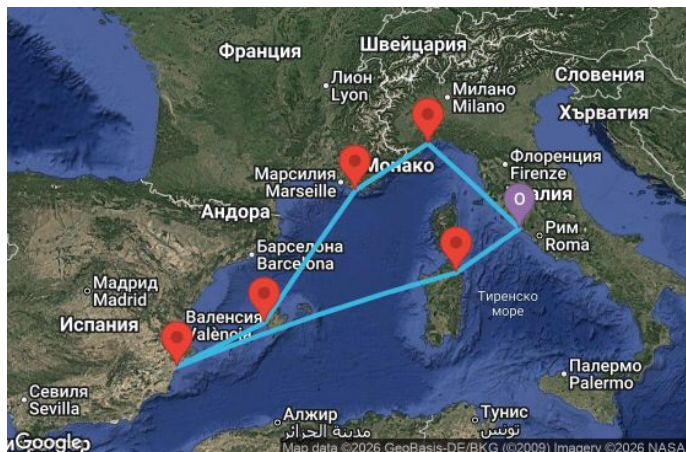 Франция
Швейцария
Словения
Лион
Lyon
Милано
Milano
Хърватия
Монако
Марсилия
Marseille
Флоренция
Firenze
алия
Андора
O
Рим
Roma
Барселона
Barcelona
Мадрид
Madrid
Тиренско
море
Испания
Валенсия
València
Палермо
Palermo
Севиля
Sevilla
Алжир
مدينة الجزائر
Тунис
تونس
Google
Map data ©2026 GeoBasis-DE/BKG (©2009) Imagery ©2026 NASA